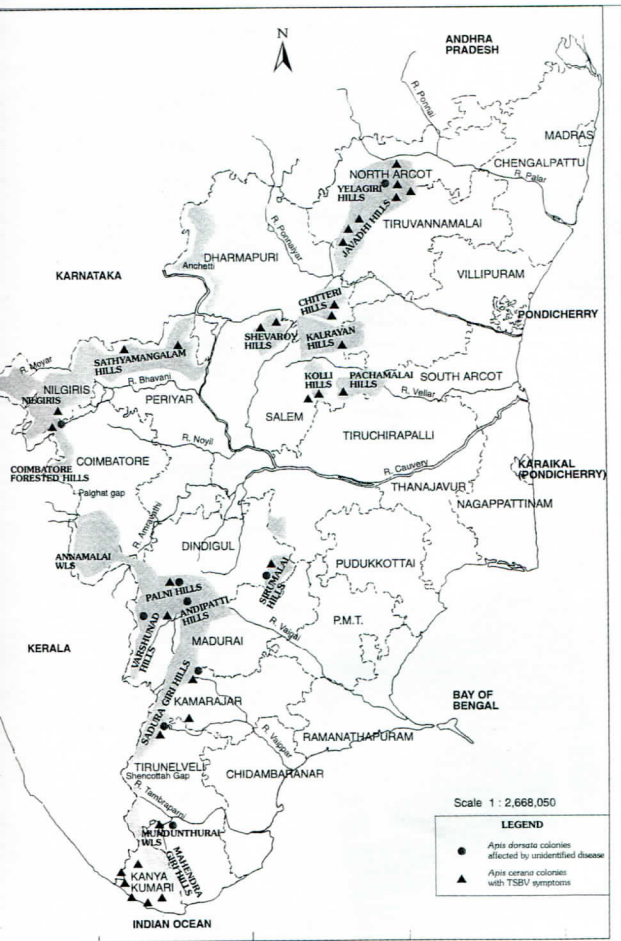 N
ANDHRA
PRADESH
R. Ponnai
MADRAS
CHENGALPATTU
R. Palar
NORTH ARCOT
YELAGIRI
HILLS
JAVADHI HILLS
TIRUVANNAMALAI
R. Ponnaiyar
DHARMAPURI
Anchetti
KARNATAKA
VILLIPURAM
CHITTERI
HILLS
PONDICHERRY
SHEVAROY
HILLS
KALRAYAN
HILLS
SATHYAMANGALAM
HILLS
R. Moyar
NILGIRIS
R. Bhavani
PERIYAR
KOLLI
HILLS
PACHAMALAI
HILLS
SOUTH ARCOT
R. Vellar
SALEM
TIRUCHIRAPALLI
R. Noyil
COIMBATORE
COIMBATORE
FORESTED HILLS
R. Cauvery
KARAIKAL
(PONDICHERRY)
THANAJAVUR
NAGAPPATTINAM
Palghat gap
R. Amravathi
DINDIGUL
ANNAMALAI
WLS
SIRUMALAI
HILLS
PUDUKKOTTAI
PALNI HILLS
ANDIPATTI
HILLS
VARSHUNAD
HILLS
R. Vaigai
P.M.T.
MADURAI
KERALA
SADURA GIRI HILLS
KAMARAJAR
BAY OF
BENGAL
R. Vaippar
RAMANATHAPURAM
TIRUNELVELI
Shencottah Gap
CHIDAMBARANAR
R. Tambraparni
MUNDUNTHURAI
WLS
MAHENDRA
GIRI HILLS
KANYA
KUMARI
INDIAN OCEAN
Scale 1 : 2,668,050
LEGEND
Apis dorsata colonies
affected by unidentified disease
Apis cerana colonies
with TSBV symptoms